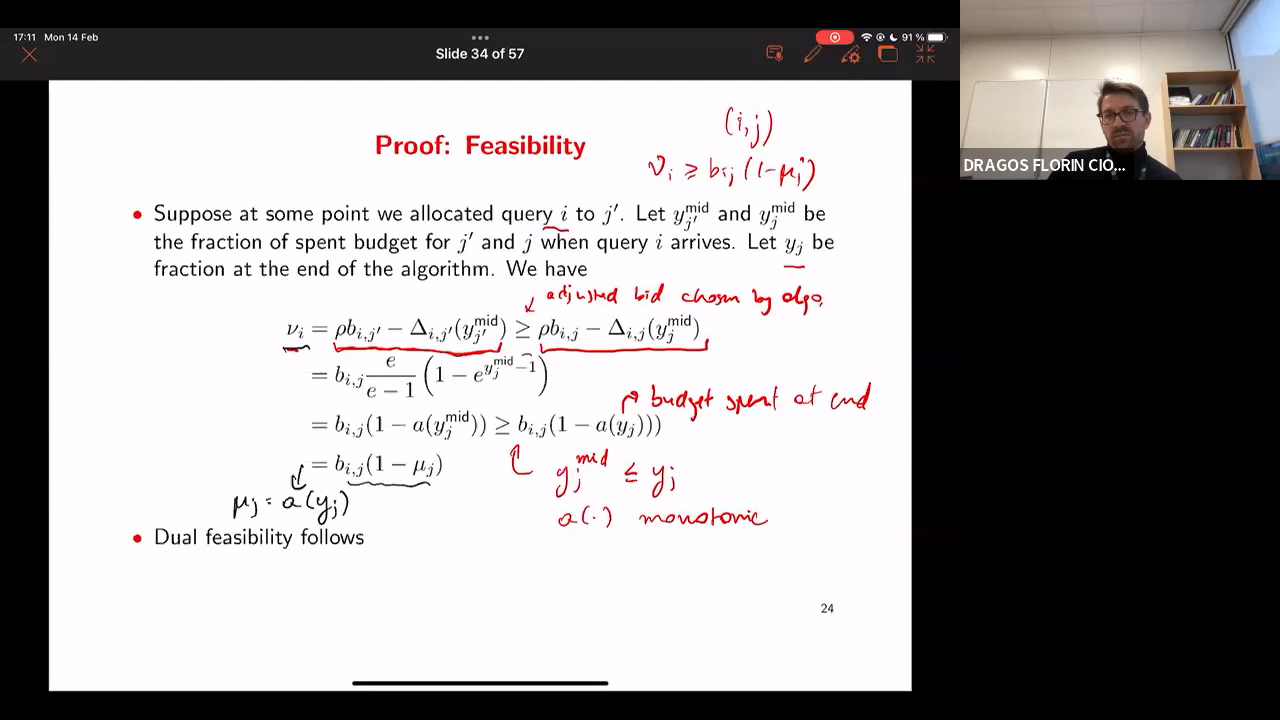 17:11 Mon 14 Feb
91 %
Slide 34 of 57
DRAGOS FLORIN CIO...
Proof: Feasibility
(i,j)
ν_i ≥ b_{ij} (1-μ_j)
• Suppose at some point we allocated query i to j′. Let y_{j′}^{mid} and y_j^{mid} be
the fraction of spent budget for j′ and j when query i arrives. Let y_j be
fraction at the end of the algorithm. We have
adjusted bid chosen by algo.
ν_i = ρb_{i,j′} − Δ_{i,j′}(y_{j′}^{mid}) ≥ ρb_{i,j} − Δ_{i,j}(y_j^{mid})
= b_{i,j} \frac{e}{e−1} (1 − e^{y_j^{mid}−1})
budget spent at end
= b_{i,j}(1 − a(y_j^{mid})) ≥ b_{i,j}(1 − a(y_j)))
= b_{i,j}(1 − μ_j)
y_j^{mid} ≤ y_j
μ_j = a(y_j)
a(·) monotonic
• Dual feasibility follows
24